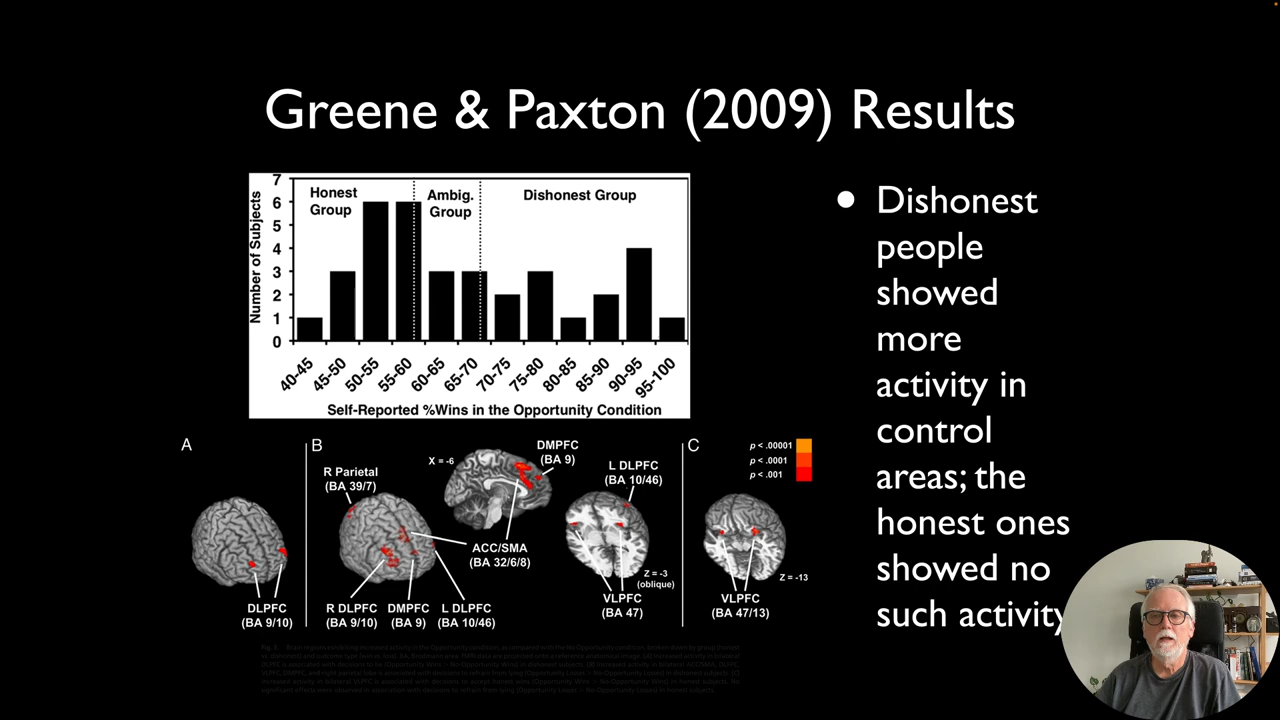 Greene & Paxton (2009) Results
7
6
5
4
3
2
1
0
Number of Subjects
Honest
Group
Ambig.
Group
Dishonest Group
40-45
45-50
50-55
55-60
60-65
65-70
70-75
75-80
80-85
85-90
90-95
95-100
Self-Reported %Wins in the Opportunity Condition
• Dishonest
people
showed
more
activity in
control
areas; the
honest ones
showed no
such activity
A
DLPFC
(BA 9/10)
B
R Parietal
(BA 39/7)
X = -6
DMPFC
(BA 9)
L DLPFC
(BA 10/46)
ACC/SMA
(BA 32/6/8)
R DLPFC
(BA 9/10)
DMPFC
(BA 9)
L DLPFC
(BA 10/46)
Z = -3
(oblique)
VLPFC
(BA 47)
C
p < .00001
p < .0001
p < .001
Z = -13
VLPFC
(BA 47/13)